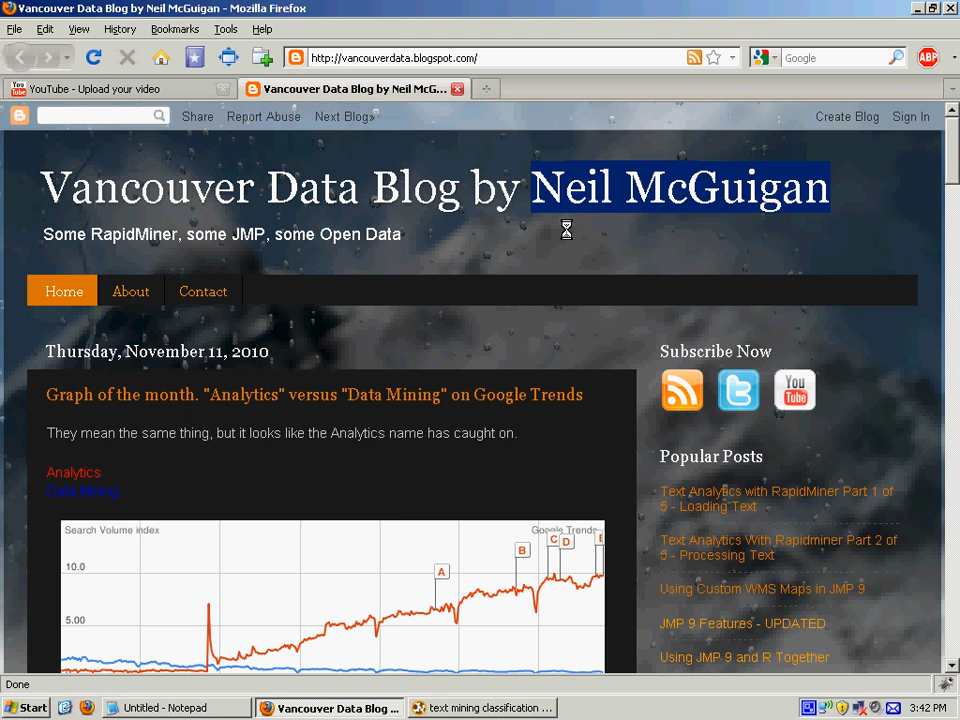 Vancouver Data Blog by Neil McGuigan - Mozilla Firefox
File Edit View History Bookmarks Tools Help
http://vancouverdata.blogspot.com/
Google
ABP
You Tube
YouTube - Upload your video
Vancouver Data Blog by Neil McG...
Share Report Abuse Next Blog»
Create Blog Sign In
Vancouver Data Blog by Neil McGuigan
Some RapidMiner, some JMP, some Open Data
Home About Contact
Thursday, November 11, 2010
Graph of the month. "Analytics" versus "Data Mining" on Google Trends
They mean the same thing, but it looks like the Analytics name has caught on.
Analytics
Data Mining
Search Volume index
Google Trends
A
B
C
D
10.0
5.00
Subscribe Now
You Tube
Popular Posts
Text Analytics with RapidMiner Part 1 of
5 - Loading Text
Text Analytics With Rapidminer Part 2 of
5 - Processing Text
Using Custom WMS Maps in JMP 9
JMP 9 Features - UPDATED
Using JMP 9 and R Together
Done
Start
Untitled - Notepad
Vancouver Data Blog ...
text mining classification ...
3:42 PM